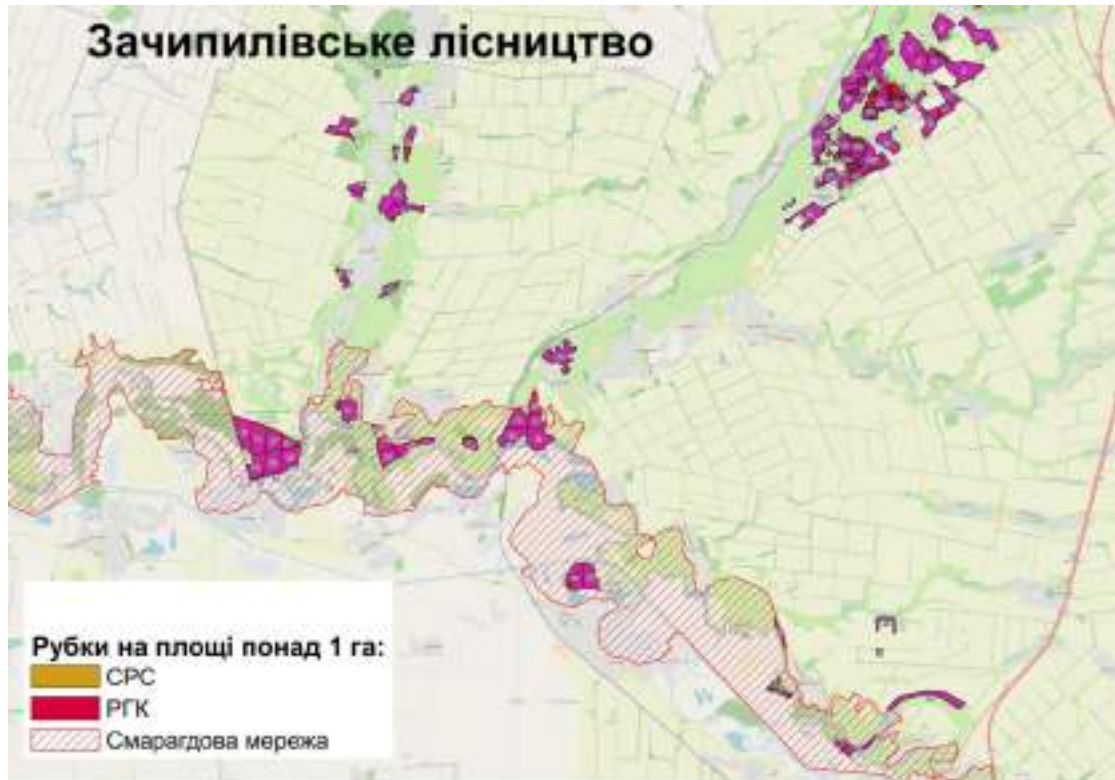 Зачипилівське лісництво
Рубки на площі понад 1 га:
СРС
РГК
Смарагдова мережа